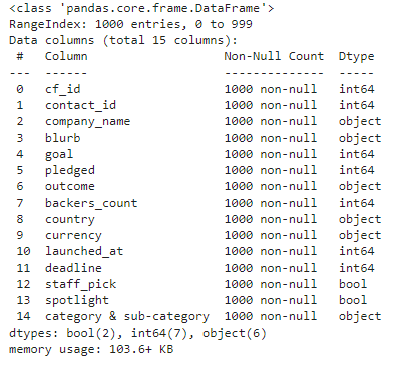 <class 'pandas.core.frame.DataFrame'>
RangeIndex: 1000 entries, 0 to 999
Data columns (total 15 columns):
 #   Column                   Non-Null Count  Dtype
---  ------                   --------------  -----
 0   cf_id                    1000 non-null   int64
 1   contact_id               1000 non-null   int64
 2   company_name             1000 non-null   object
 3   blurb                    1000 non-null   object
 4   goal                     1000 non-null   int64
 5   pledged                  1000 non-null   int64
 6   outcome                  1000 non-null   object
 7   backers_count            1000 non-null   int64
 8   country                  1000 non-null   object
 9   currency                 1000 non-null   object
 10  launched_at              1000 non-null   int64
 11  deadline                 1000 non-null   int64
 12  staff_pick               1000 non-null   bool
 13  spotlight                1000 non-null   bool
 14  category & sub-category  1000 non-null   object
dtypes: bool(2), int64(7), object(6)
memory usage: 103.6+ KB